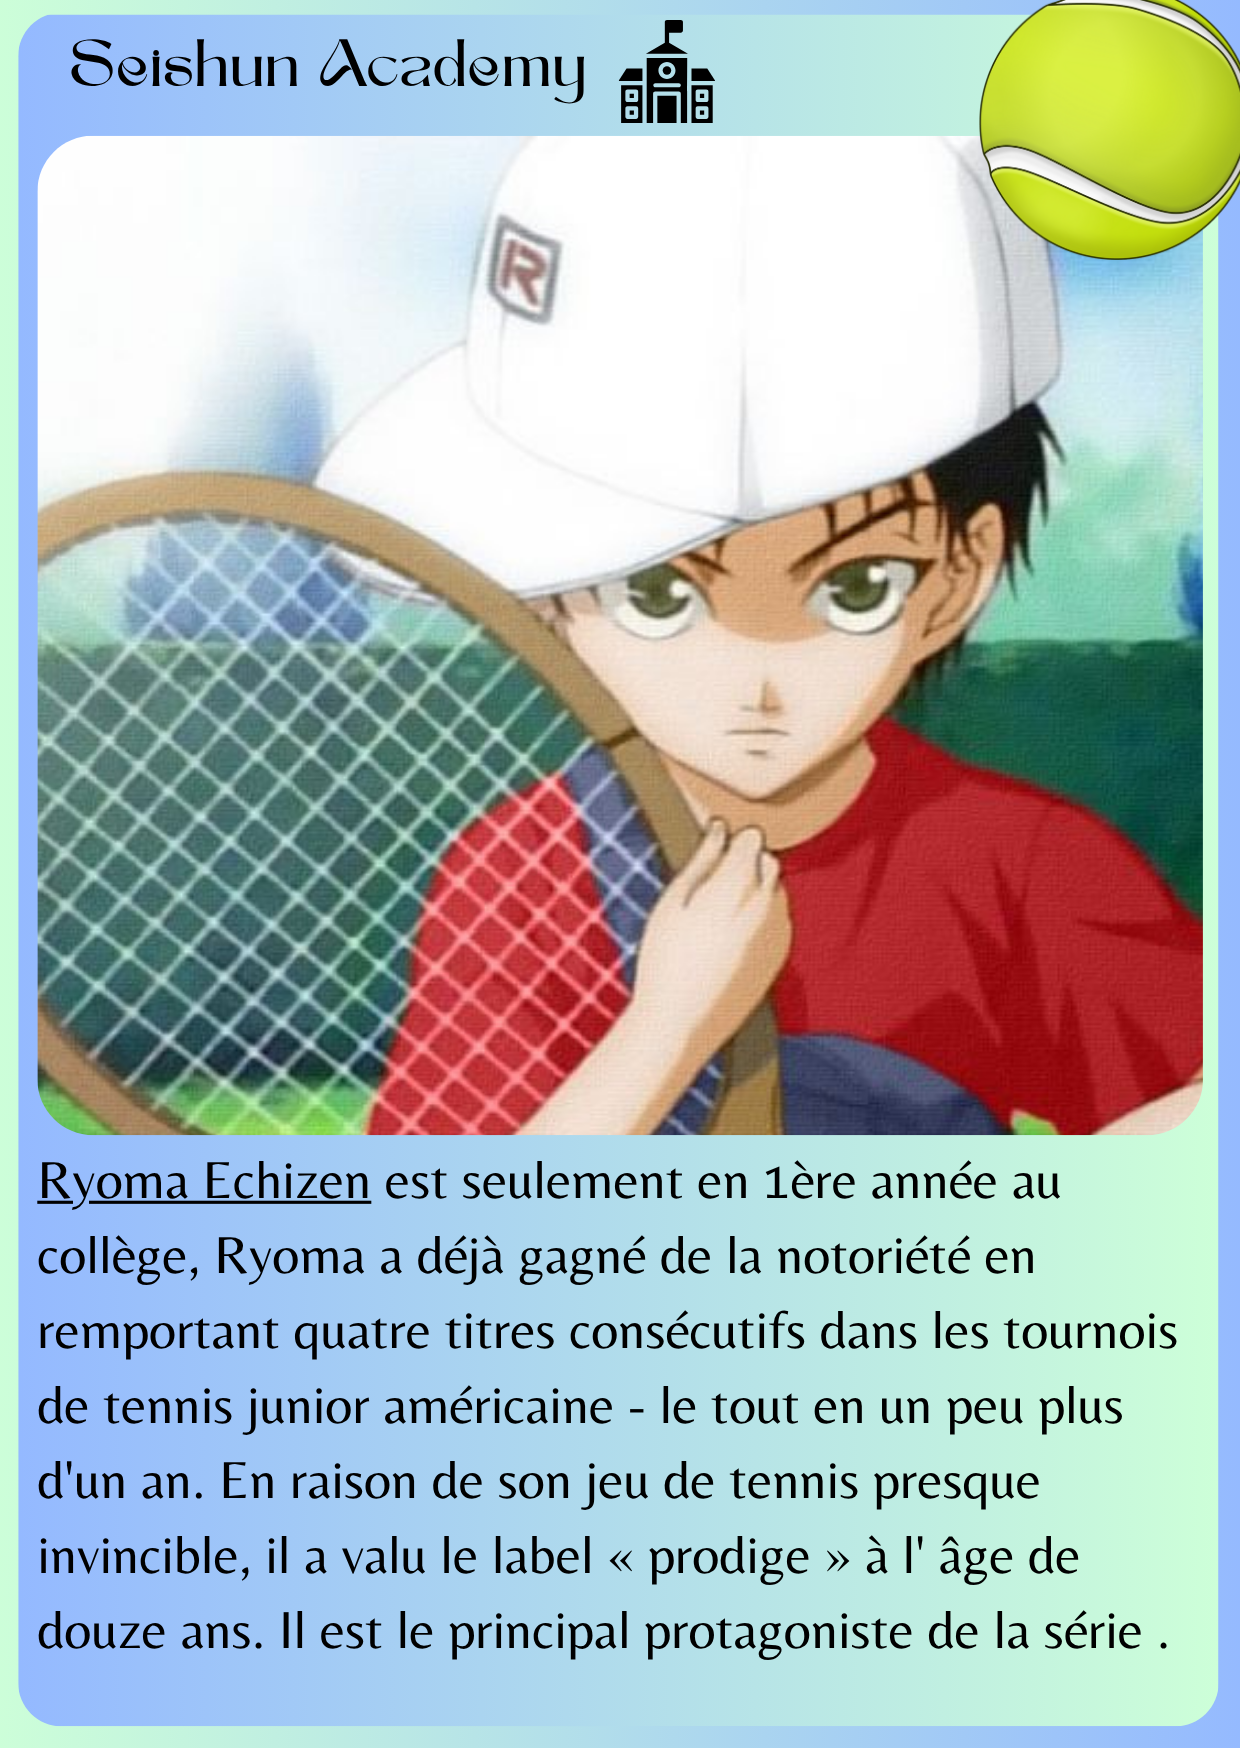 Seishun Academy
R
Ryoma Echizen est seulement en 1ère année au
collège, Ryoma a déjà gagné de la notoriété en
remportant quatre titres consécutifs dans les tournois
de tennis junior américaine - le tout en un peu plus
d'un an. En raison de son jeu de tennis presque
invincible, il a valu le label « prodige » à l' âge de
douze ans. Il est le principal protagoniste de la série .